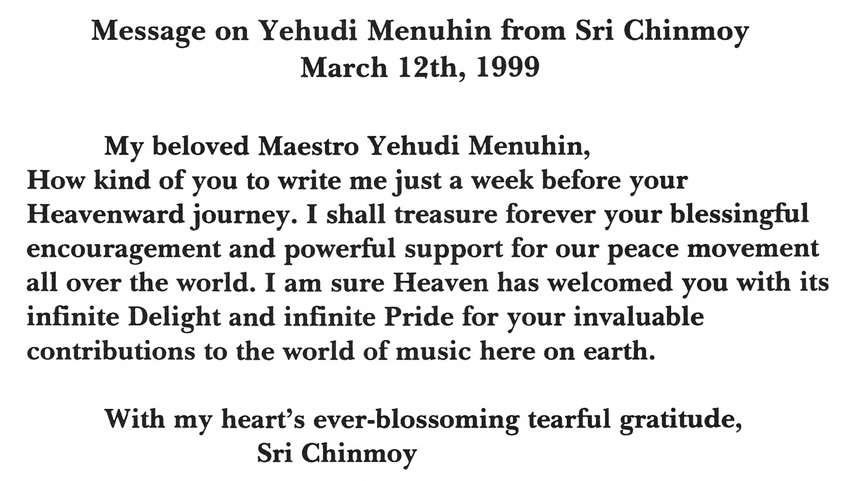 Message on Yehudi Menuhin from Sri Chinmoy
March 12th, 1999
My beloved Maestro Yehudi Menuhin,
How kind of you to write me just a week before your
Heavenward journey. I shall treasure forever your blessingful
encouragement and powerful support for our peace movement
all over the world. I am sure Heaven has welcomed you with its
infinite Delight and infinite Pride for your invaluable
contributions to the world of music here on earth.
With my heart's ever-blossoming tearful gratitude,
Sri Chinmoy